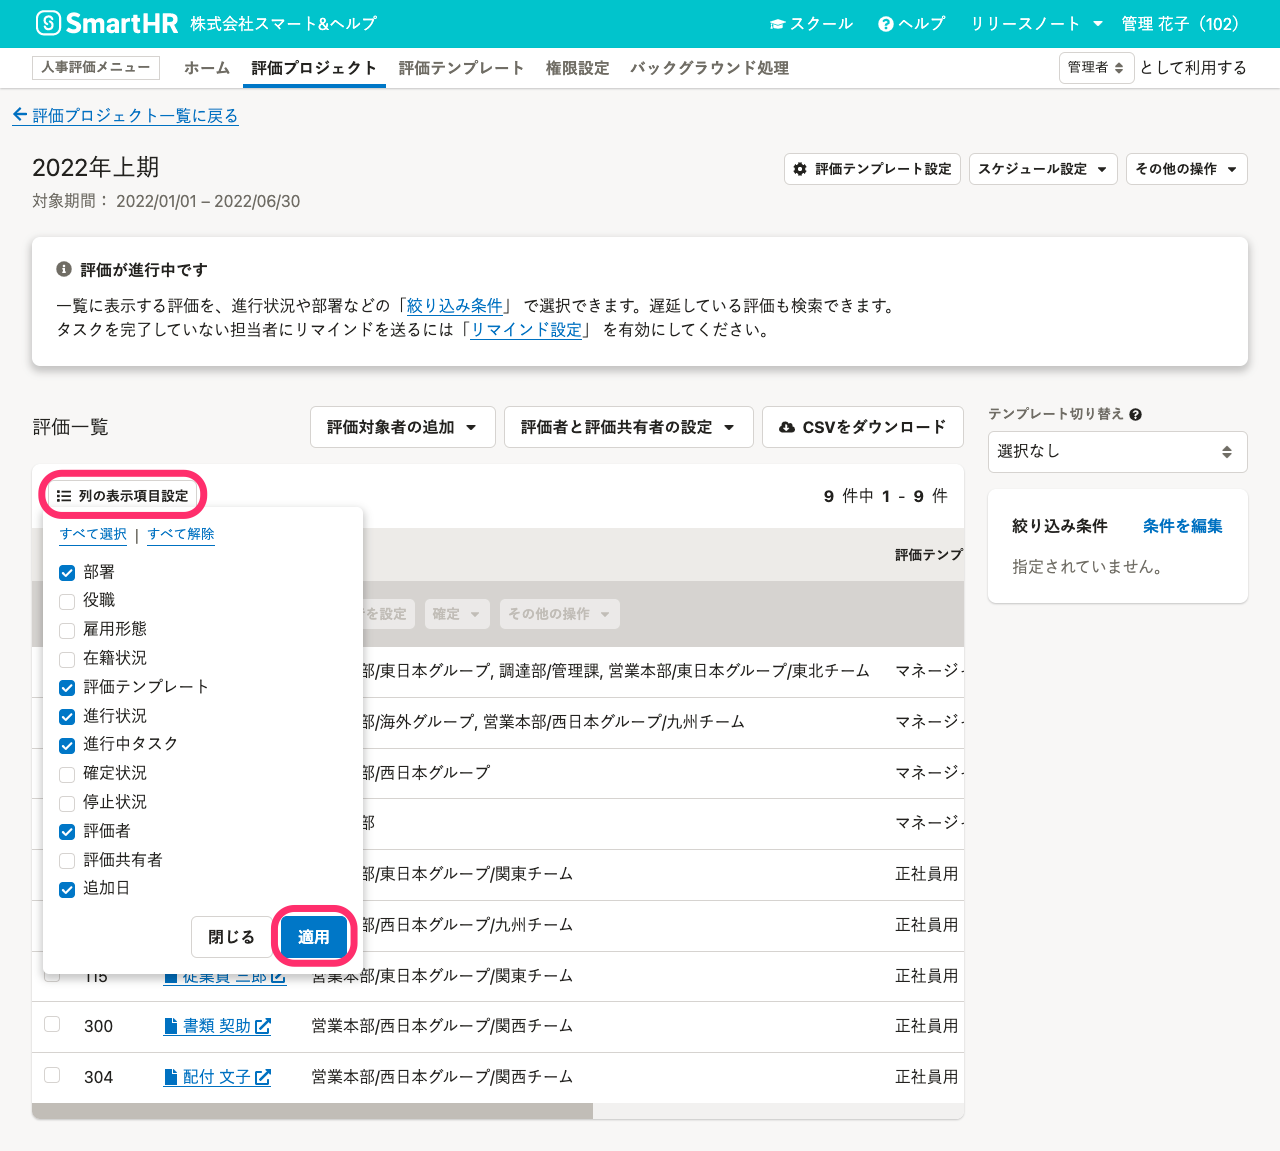 SmartHR 株式会社スマート&ヘルプ スクール ヘルプ リリースノート 管理 花子（102）
人事評価メニュー ホーム 評価プロジェクト 評価テンプレート 権限設定 バックグラウンド処理 管理者 として利用する
評価プロジェクト一覧に戻る
2022年上期 評価テンプレート設定 スケジュール設定 その他の操作
対象期間： 2022/01/01 – 2022/06/30
評価が進行中です
一覧に表示する評価を、進行状況や部署などの「絞り込み条件」 で選択できます。遅延している評価も検索できます。
タスクを完了していない担当者にリマインドを送るには「リマインド設定」 を有効にしてください。
評価一覧 評価対象者の追加 評価者と評価共有者の設定 CSVをダウンロード
テンプレート切り替え
選択なし
列の表示項目設定 9 件中 1 - 9 件
絞り込み条件 条件を編集
指定されていません。
すべて選択 | すべて解除
評価テンプ
部署
役職
雇用形態
在籍状況
評価テンプレート
進行状況
進行中タスク
確定状況
停止状況
評価者
評価共有者
追加日
閉じる 適用
を設定 確定 その他の操作
部/東日本グループ, 調達部/管理課, 営業本部/東日本グループ/東北チーム マネージ
部/海外グループ, 営業本部/西日本グループ/九州チーム マネージ
部/西日本グループ マネージ
部 マネージ
部/東日本グループ/関東チーム 正社員用
部/西日本グループ/九州チーム 正社員用
115 従業員 三郎 営業本部/東日本グループ/関東チーム 正社員用
300 書類 契助 営業本部/西日本グループ/関西チーム 正社員用
304 配付 文子 営業本部/西日本グループ/関西チーム 正社員用